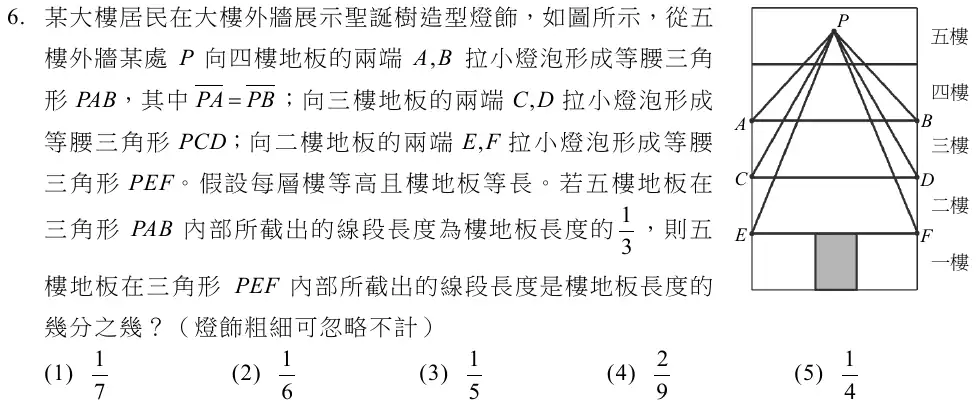 6. 某大樓居民在大樓外牆展示聖誕樹造型燈飾，如圖所示，從五
樓外牆某處 P 向四樓地板的兩端 A,B 拉小燈泡形成等腰三角
形 PAB，其中 \overline{PA}=\overline{PB}；向三樓地板的兩端 C,D 拉小燈泡形成
等腰三角形 PCD；向二樓地板的兩端 E,F 拉小燈泡形成等腰
三角形 PEF。假設每層樓等高且樓地板等長。若五樓地板在
三角形 PAB 內部所截出的線段長度為樓地板長度的 1/3，則五
樓地板在三角形 PEF 內部所截出的線段長度是樓地板長度的
幾分之幾？（燈飾粗細可忽略不計）
(1) 1/7 (2) 1/6 (3) 1/5 (4) 2/9 (5) 1/4
P
五樓
四樓
A B
三樓
C D
二樓
E F
一樓